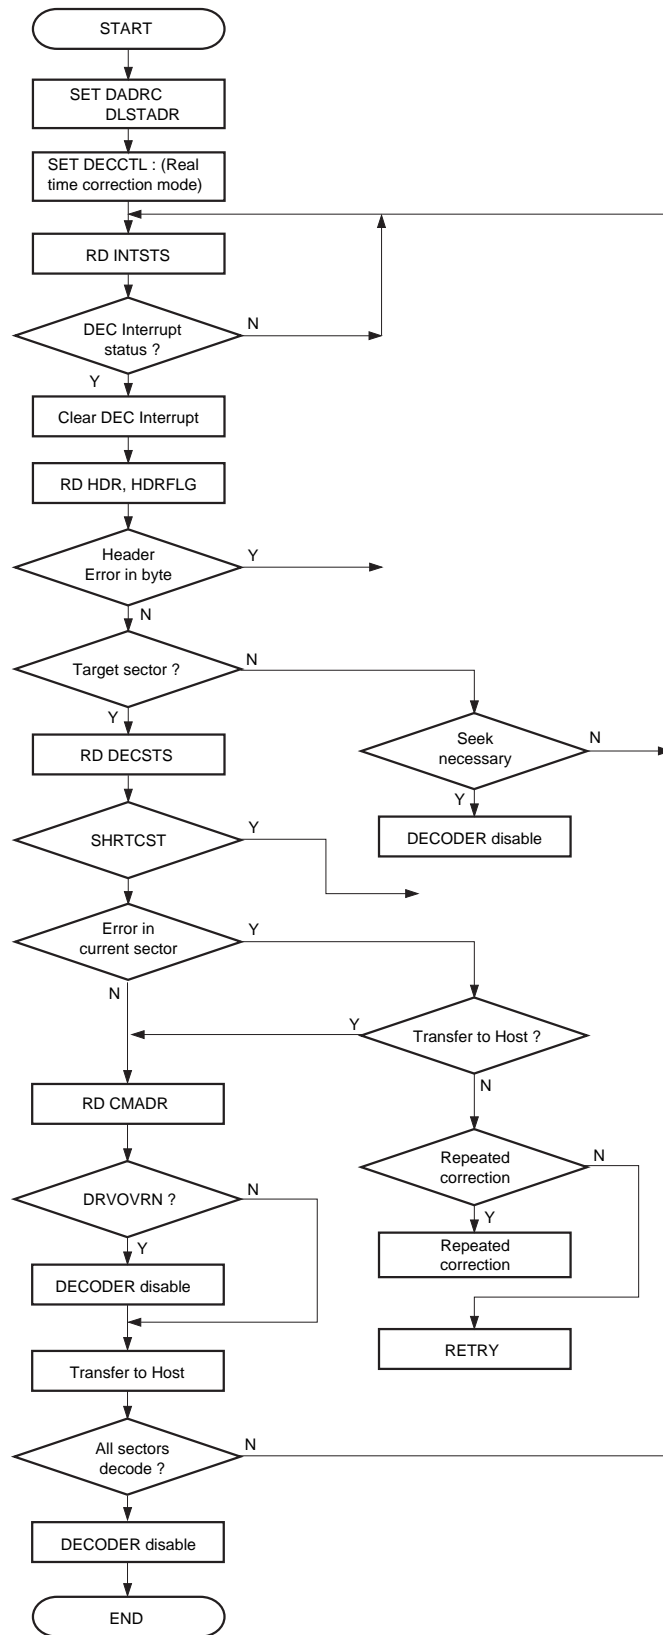 START
SET DADRC
DLSTADR
SET DECCTL : (Real
time correction mode)
RD INTSTS
DEC Interrupt
status ?
N
Y
Clear DEC Interrupt
RD HDR, HDRFLG
Header
Error in byte
Y
N
Target sector ?
N
Y
RD DECSTS
Seek
necessary
N
Y
DECODER disable
SHRTCST
Y
Error in
current sector
Y
N
Transfer to Host ?
Y
N
RD CMADR
Repeated
correction
N
Y
DRVOVRN ?
N
Y
Repeated
correction
DECODER disable
RETRY
Transfer to Host
All sectors
decode ?
N
DECODER disable
END